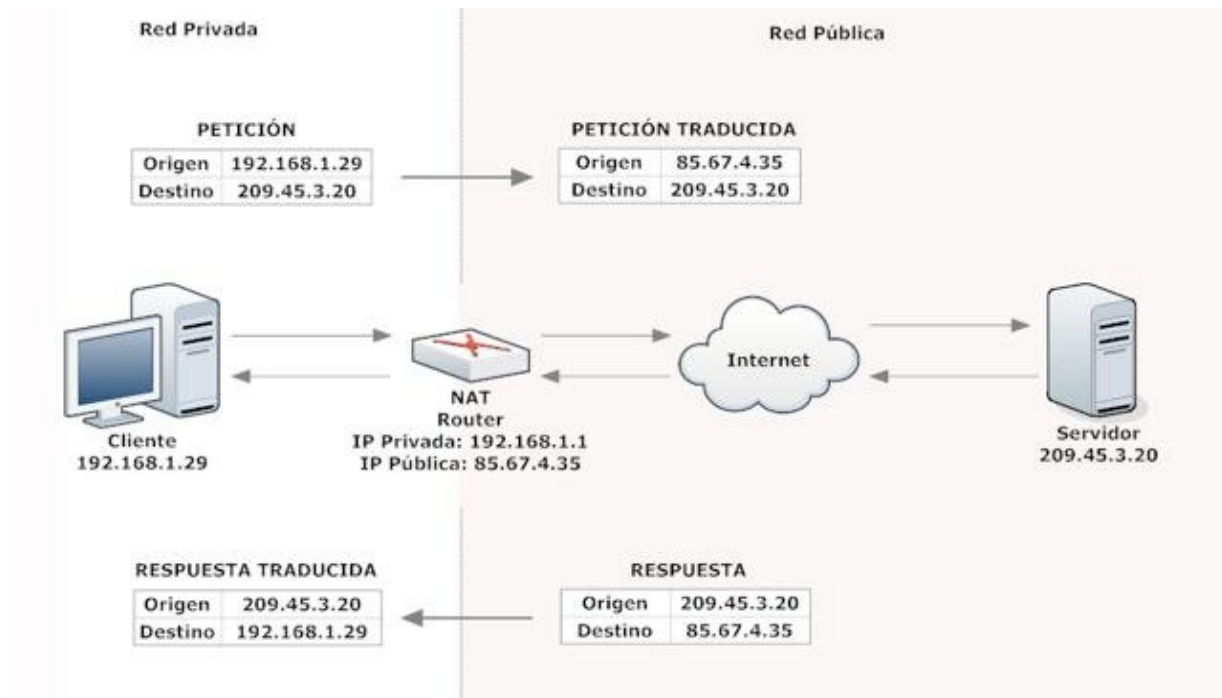 Red Privada
Red Pública
PETICIÓN
Origen 192.168.1.29
Destino 209.45.3.20
PETICIÓN TRADUCIDA
Origen 85.67.4.35
Destino 209.45.3.20
Cliente
192.168.1.29
NAT
Router
IP Privada: 192.168.1.1
IP Pública: 85.67.4.35
Internet
Servidor
209.45.3.20
RESPUESTA TRADUCIDA
Origen 209.45.3.20
Destino 192.168.1.29
RESPUESTA
Origen 209.45.3.20
Destino 85.67.4.35